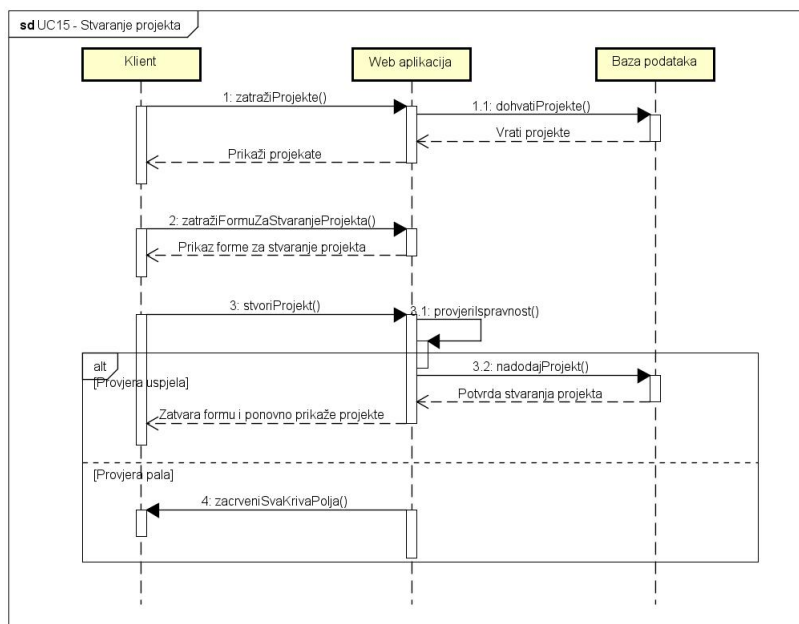 sd UC15 - Stvaranje projekta
Klient
Web aplikacija
Baza podataka
1: zatražiProjekte()
1.1: dohvatiProjekte()
Vrati projekte
Prikaži projekate
2: zatražiFormuZaStvaranjeProjekta()
Prikaz forme za stvaranje projekta
3: stvoriProjekt()
3.1: provjeriIspravnost()
alt
[Provjera uspjela]
3.2: nadodajProjekt()
Potvrda stvaranja projekta
Zatvara formu i ponovno prikaže projekte
[Provjera pala]
4: zacrveniSvaKrivaPolja()